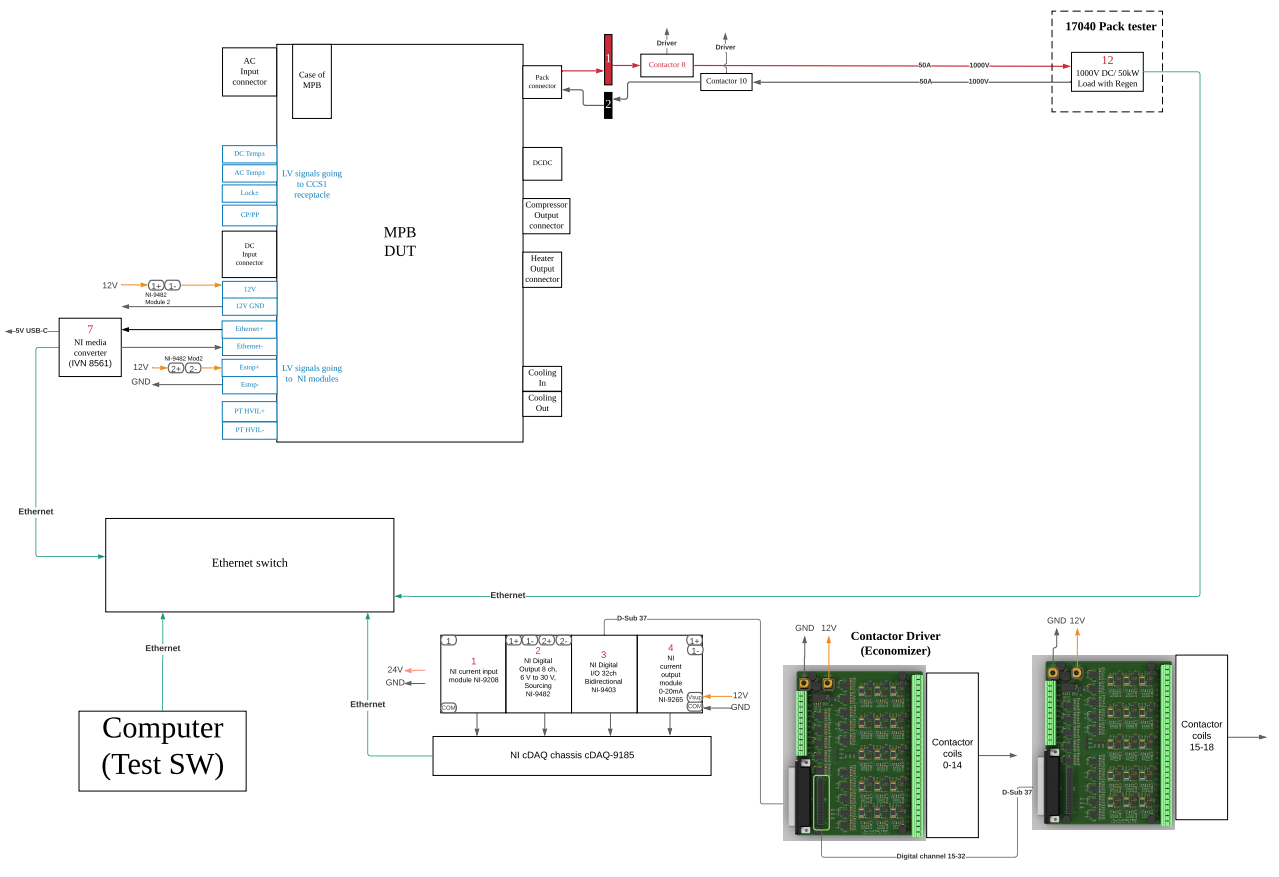 17040 Pack tester
12
1000V DC/ 50kW
Load with Regen
50A
1000V
50A
1000V
Driver
Driver
Contactor 8
Contactor 10
1
2
AC
Input
connector
Case of
MPB
Pack
connector
DCDC
Compressor
Output
connector
Heater
Output
connector
Cooling
In
Cooling
Out
MPB
DUT
DC Temp±
AC Temp±
Lock±
CP/PP
LV signals going
to CCS1
receptacle
DC
Input
connector
12V
12V GND
Ethernet+
Ethernet-
Estop+
Estop-
PT HVIL+
PT HVIL-
LV signals going
to NI modules
12V
1+
1-
NI-9482
Module 2
5V USB-C
7
NI media
converter
(IVN 8561)
NI-9482 Mod2
12V
2+
2-
GND
Ethernet
Ethernet switch
Ethernet
Ethernet
Ethernet
Computer
(Test SW)
24V
GND
1
1
NI current input
module NI-9208
COM
1+
1-
2+
2-
2
NI Digital
Output 8 ch,
6 V to 30 V,
Sourcing
NI-9482
3
NI Digital
I/O 32ch
Bidirectional
NI-9403
4
NI
current
output
module
0-20mA
NI-9265
1+
1-
Vsup
COM
12V
GND
NI cDAQ chassis cDAQ-9185
D-Sub 37
GND
12V
Contactor Driver
(Economizer)
Contactor
coils
0-14
GND
12V
Contactor
coils
15-18
D-Sub 37
Digital channel 15-32